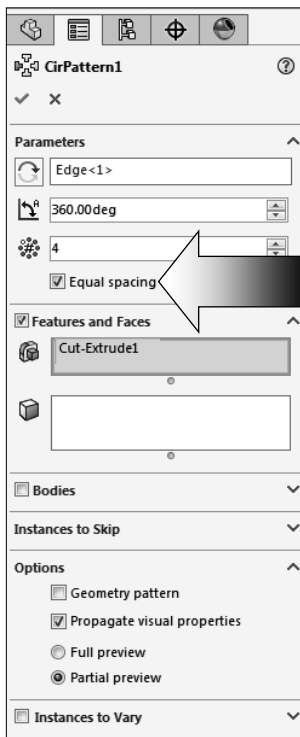 CirPattern1
Parameters
Edge<1>
360.00deg
4
Equal spacing
Features and Faces
Cut-Extrude1
Bodies
Instances to Skip
Options
Geometry pattern
Propagate visual properties
Full preview
Partial preview
Instances to Vary